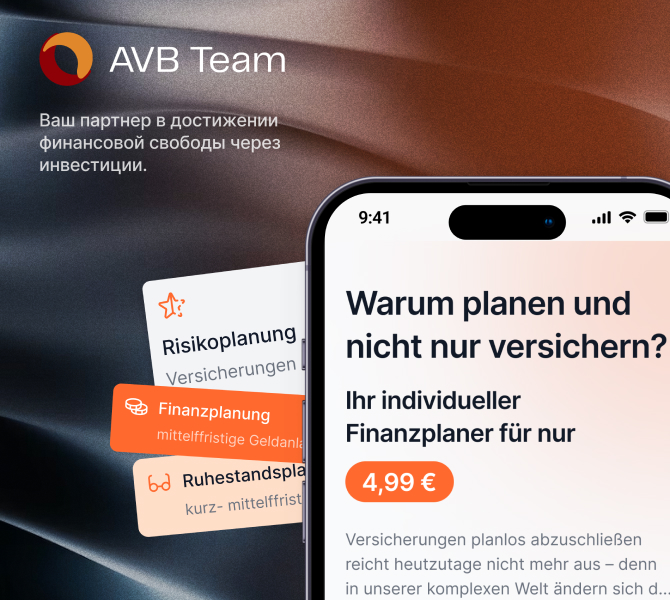 AVB Team
Ваш партнер в достижении
финансовой свободы через
инвестиции.
9:41
Warum planen und
nicht nur versichern?
Ihr individueller
Finanzplaner für nur
4,99 €
Versicherungen planlos abzuschließen
reicht heutzutage nicht mehr aus – denn
in unserer komplexen Welt ändern sich d...
Risikoplanung
Versicherungen
Finanzplanung
mittelffristige Geldanla
Ruhestandspla
kurz- mittelffrist